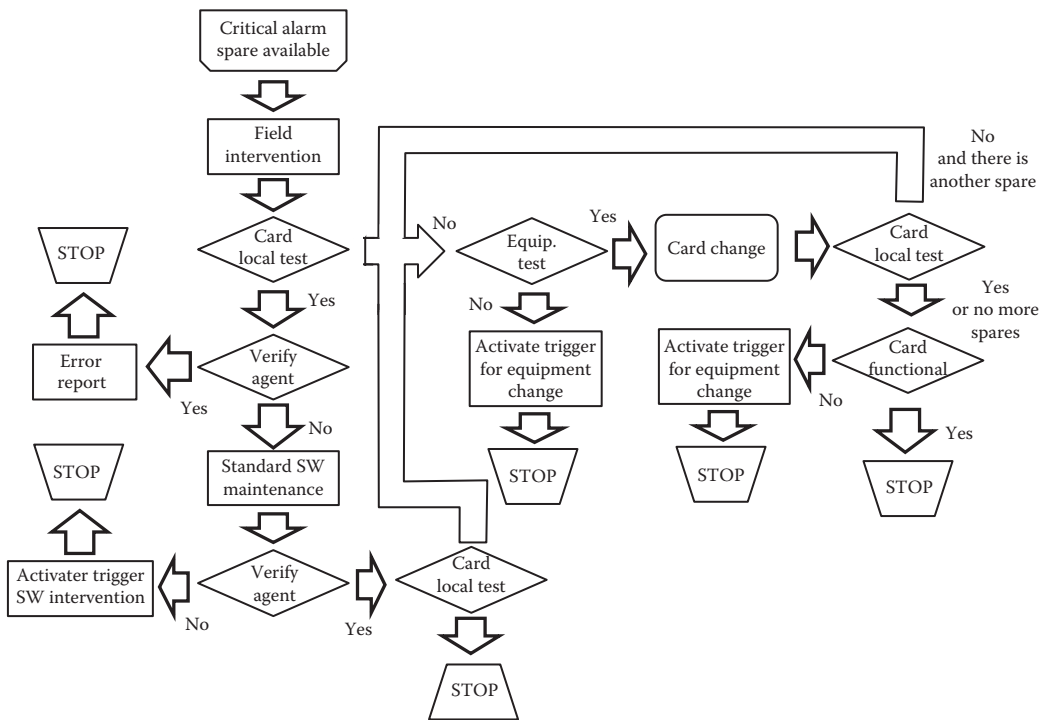 Critical alarm
spare available
Field
intervention
No
and there is
another spare
STOP
Card
local test
No
Equip.
test
Yes
Card change
Card
local test
Yes
No
Yes
or no more
spares
Error
report
Yes
Verify
agent
Activate trigger
for equipment
change
Activate trigger
for equipment
change
No
Card
functional
No
Yes
STOP
Standard SW
maintenance
STOP
STOP
STOP
Activater trigger
SW intervention
No
Verify
agent
Yes
Card
local test
STOP